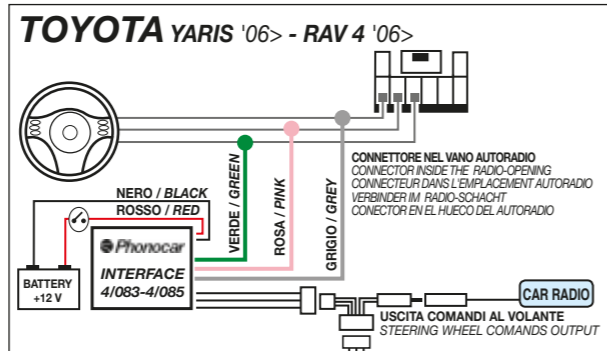 TOYOTA YARIS '06> - RAV 4 '06>
CONNETTORE NEL VANO AUTORADIO
CONNECTOR INSIDE THE RADIO-OPENING
CONNECTEUR DANS L'EMPLACEMENT AUTORADIO
VERBINDER IM RADIO-SCHACHT
CONECTOR EN EL HUECO DEL AUTORADIO
NERO / BLACK
ROSSO / RED
VERDE / GREEN
ROSA / PINK
GRIGIO / GREY
Phonocar
INTERFACE
4/083-4/085
BATTERY
+12 V
CAR RADIO
USCITA COMANDI AL VOLANTE
STEERING WHEEL COMANDS OUTPUT